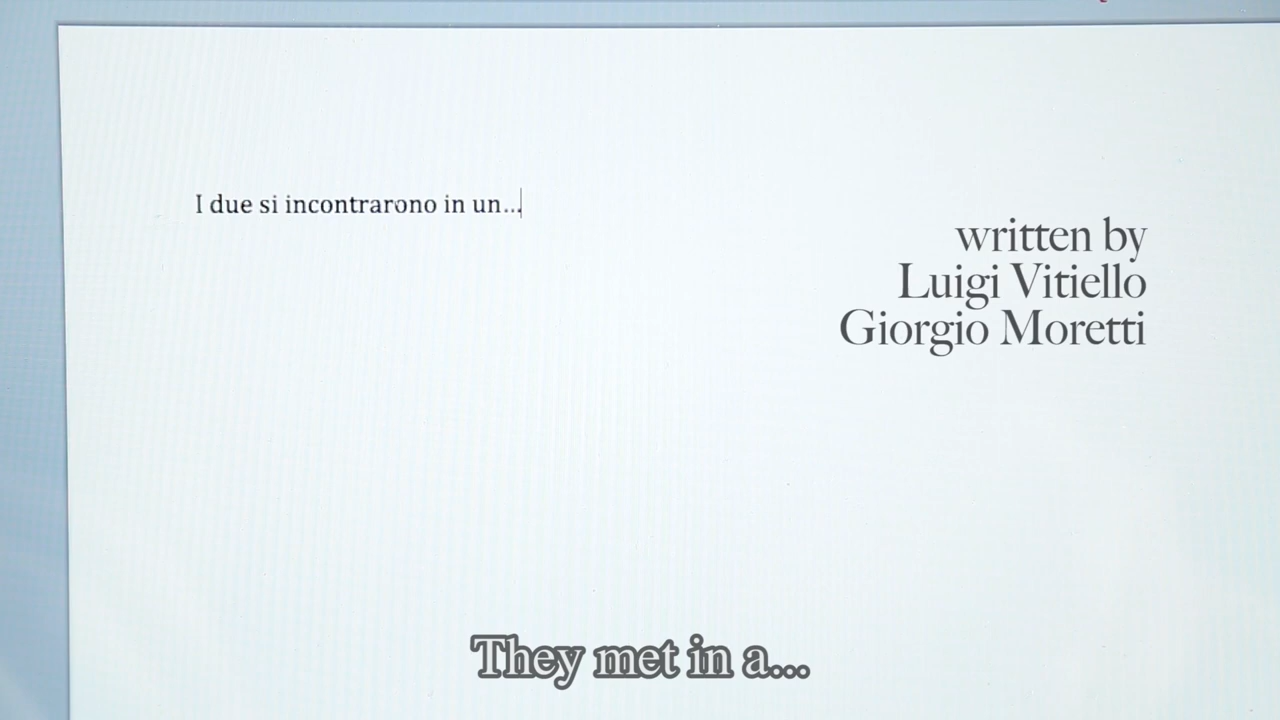 I due si incontrarono in un...
written by
Luigi Vitiello
Giorgio Moretti
They met in a...